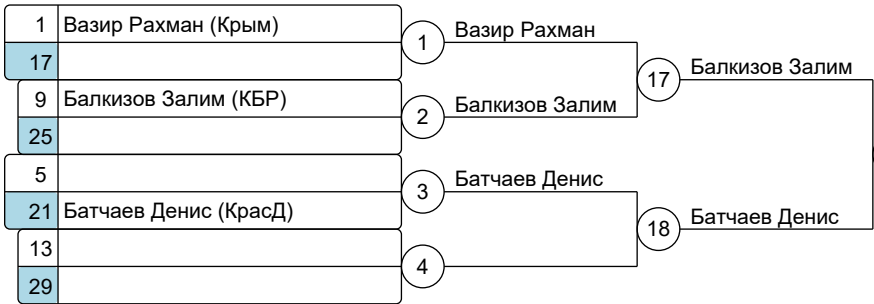 1 Вазир Рахман (Крым)
17
1 Вазир Рахман
9 Балкизов Залим (КБР)
25
2 Балкизов Залим
17 Балкизов Залим
5
21 Батчаев Денис (КрасД)
3 Батчаев Денис
13
29
4
18 Батчаев Денис